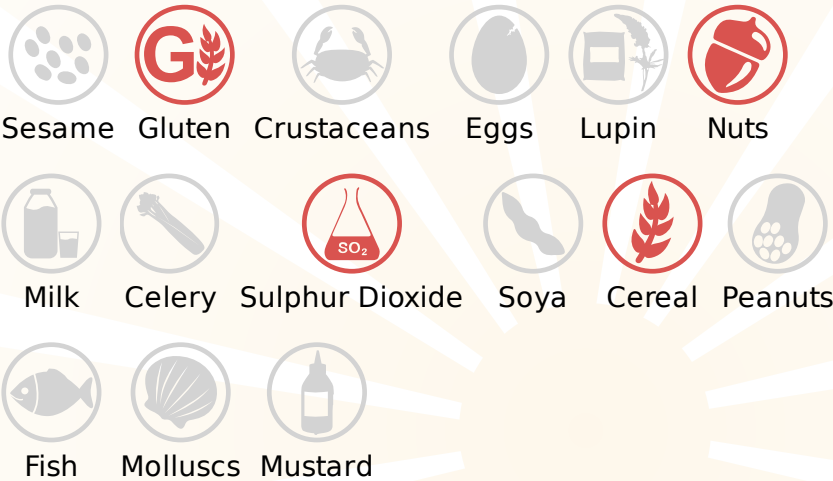 G
Sesame Gluten Crustaceans Eggs Lupin Nuts
SO₂
Milk Celery Sulphur Dioxide Soya Cereal Peanuts
Fish Molluscs Mustard